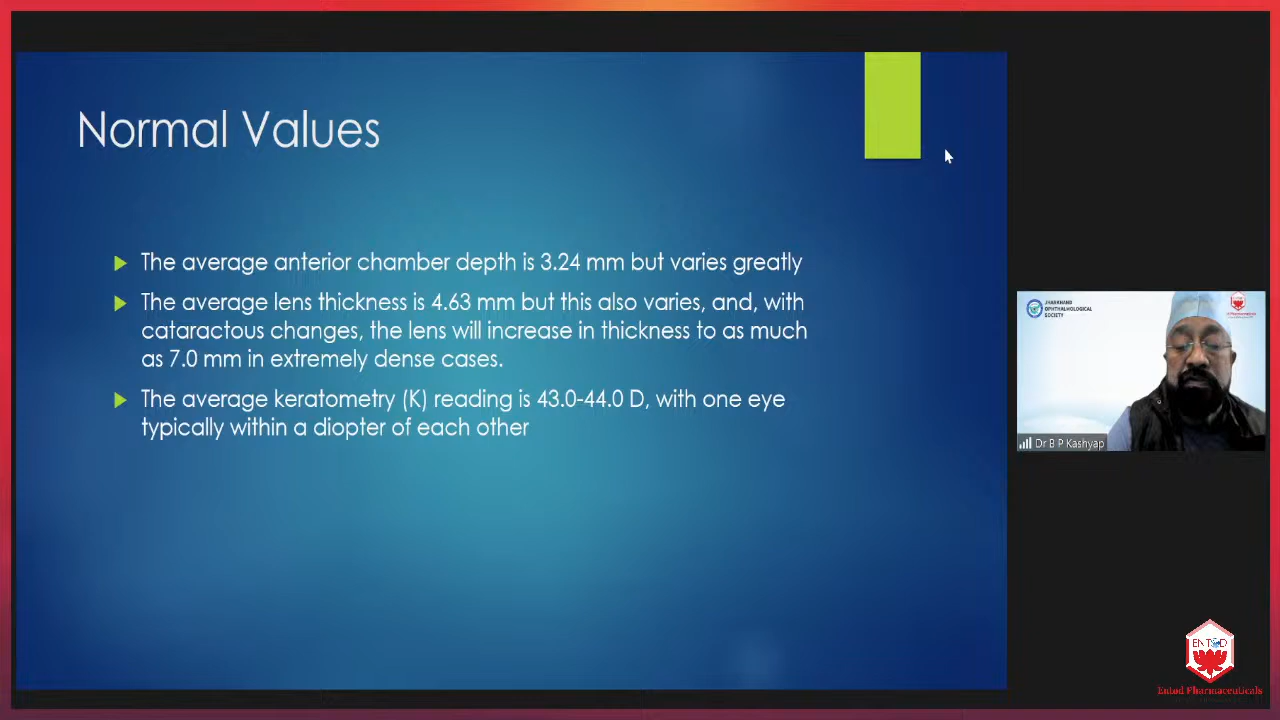 Normal Values
The average anterior chamber depth is 3.24 mm but varies greatly
The average lens thickness is 4.63 mm but this also varies, and, with
cataractous changes, the lens will increase in thickness to as much
as 7.0 mm in extremely dense cases.
The average keratometry (K) reading is 43.0-44.0 D, with one eye
typically within a diopter of each other
JHARKHAND
OPHTHALMOLOGICAL
SOCIETY
Dr B P Kashyap
ENTOD
Entod Pharmaceuticals